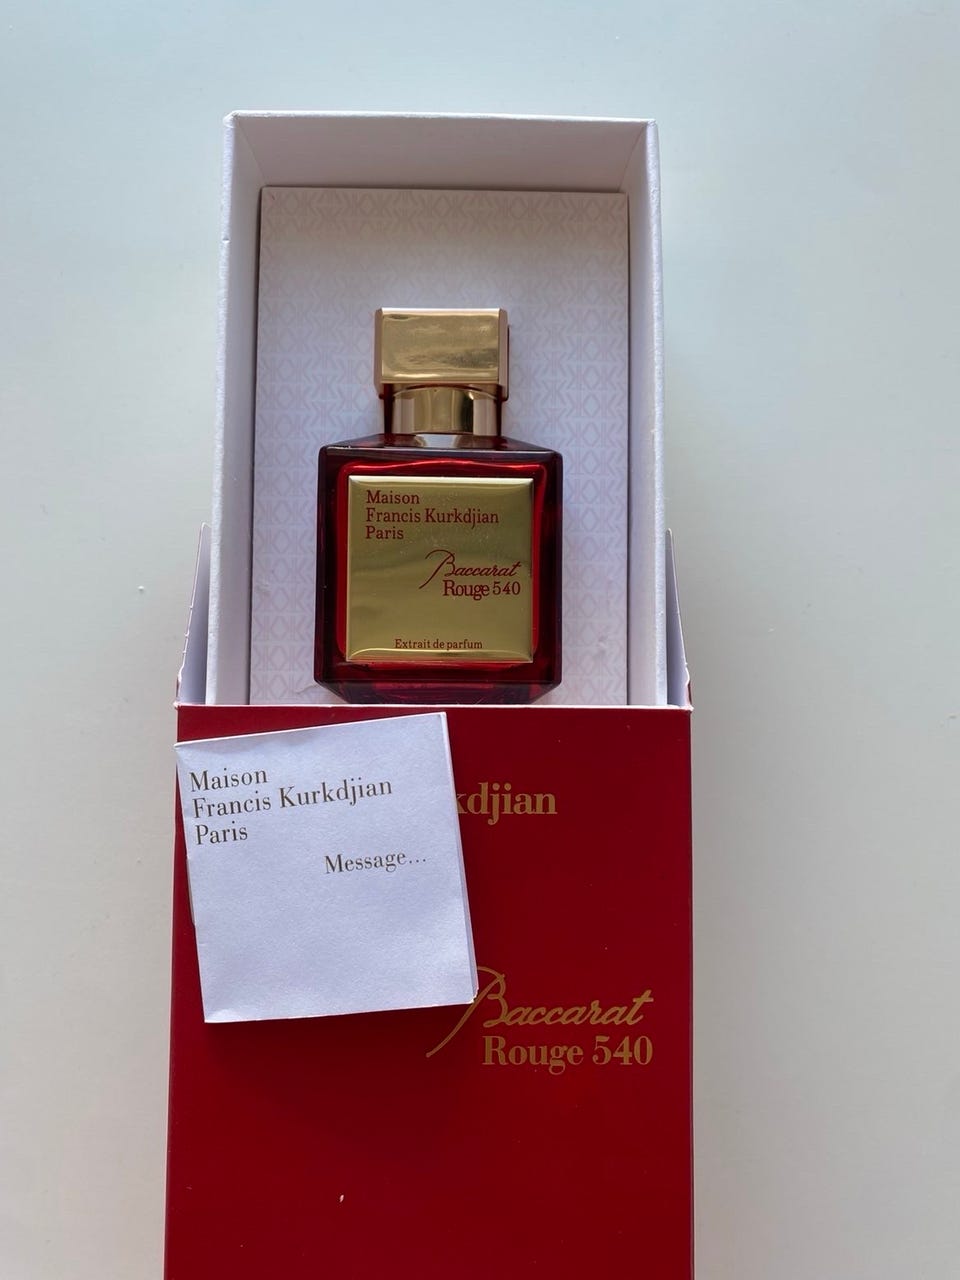 Maison
Francis Kurkdjian
Paris
Baccarat
Rouge 540
Extrait de parfum
Maison
Francis Kurkdjian
Paris
Message...
kdjian
Baccarat
Rouge 540